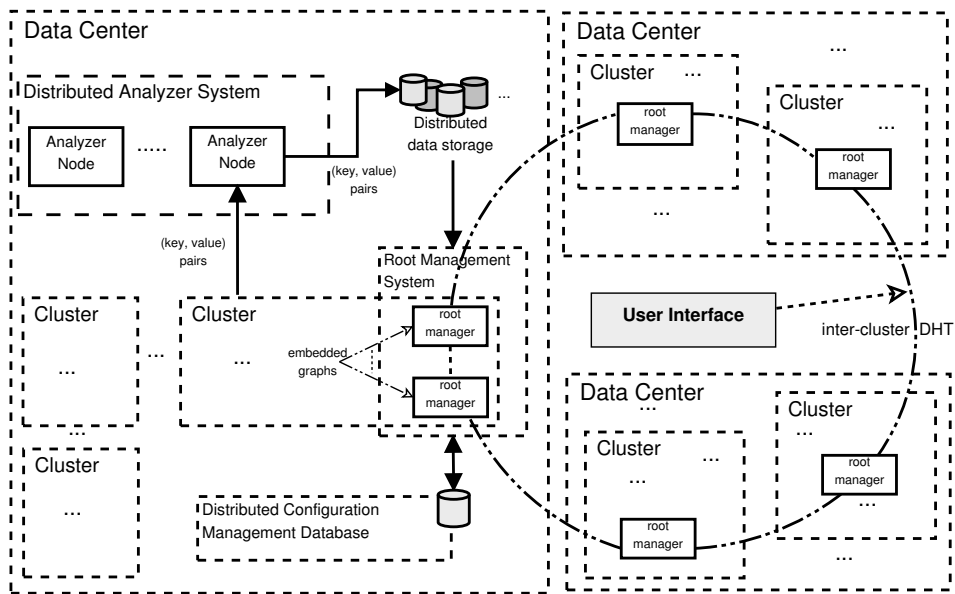 Data Center
Distributed Analyzer System
Analyzer
Node
.....
Analyzer
Node
...
Distributed
data storage
(key, value)
pairs
(key, value)
pairs
Root Management
System
Cluster
...
...
Cluster
...
embedded
graphs
root
manager
root
manager
...
Cluster
...
Distributed Configuration
Management Database
Data Center
...
Cluster
...
root
manager
...
Cluster
...
root
manager
User Interface
inter-cluster DHT
Data Center
...
Cluster
...
...
root
manager
Cluster
...
root
manager
...
...